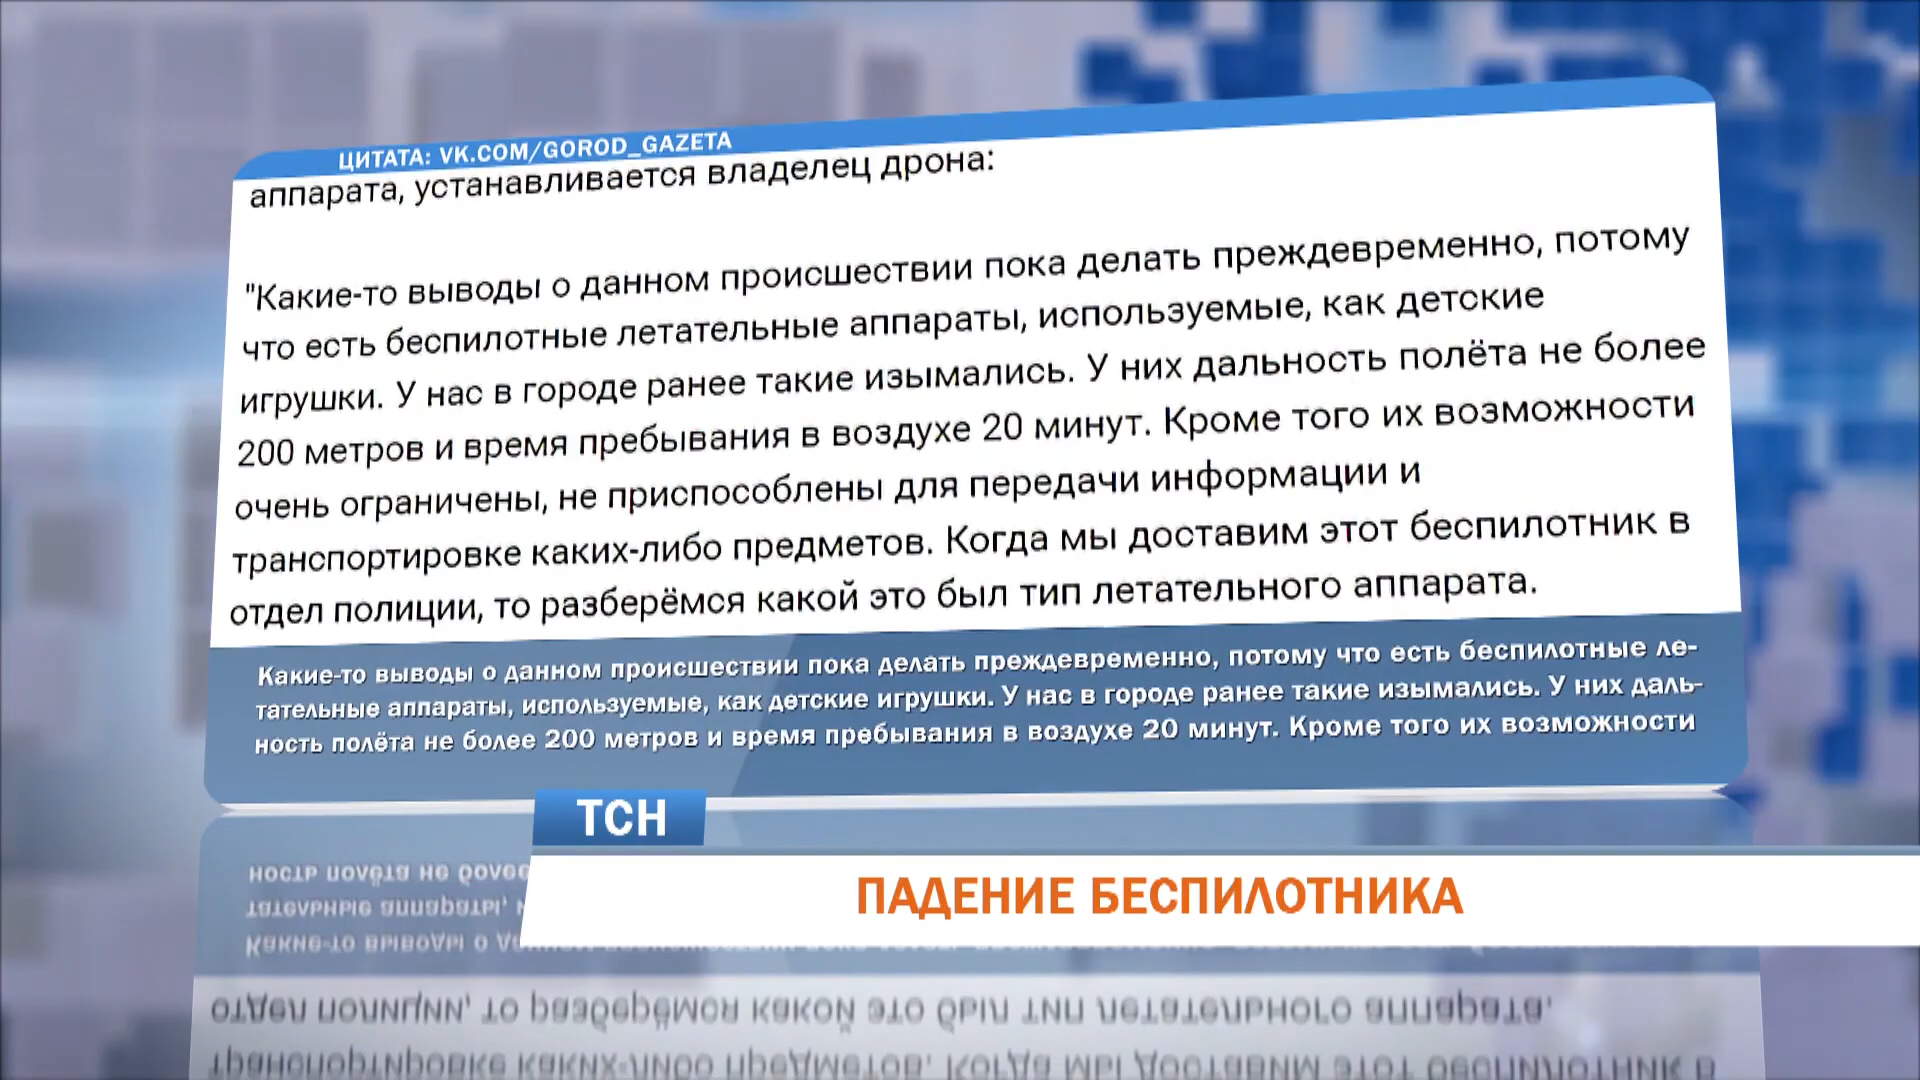 ЦИТАТА: VK.COM/GOROD_GAZETA
аппарата, устанавливается владелец дрона:
"Какие-то выводы о данном происшествии пока делать преждевременно, потому
что есть беспилотные летательные аппараты, используемые, как детские
игрушки. У нас в городе ранее такие изымались. У них дальность полёта не более
200 метров и время пребывания в воздухе 20 минут. Кроме того их возможности
очень ограничены, не приспособлены для передачи информации и
транспортировке каких-либо предметов. Когда мы доставим этот беспилотник в
отдел полиции, то разберёмся какой это был тип летательного аппарата.
Какие-то выводы о данном происшествии пока делать преждевременно, потому что есть беспилотные ле-
тательные аппараты, используемые, как детские игрушки. У нас в городе ранее такие изымались. У них даль-
ность полёта не более 200 метров и время пребывания в воздухе 20 минут. Кроме того их возможности
ТСН
ПАДЕНИЕ БЕСПИЛОТНИКА